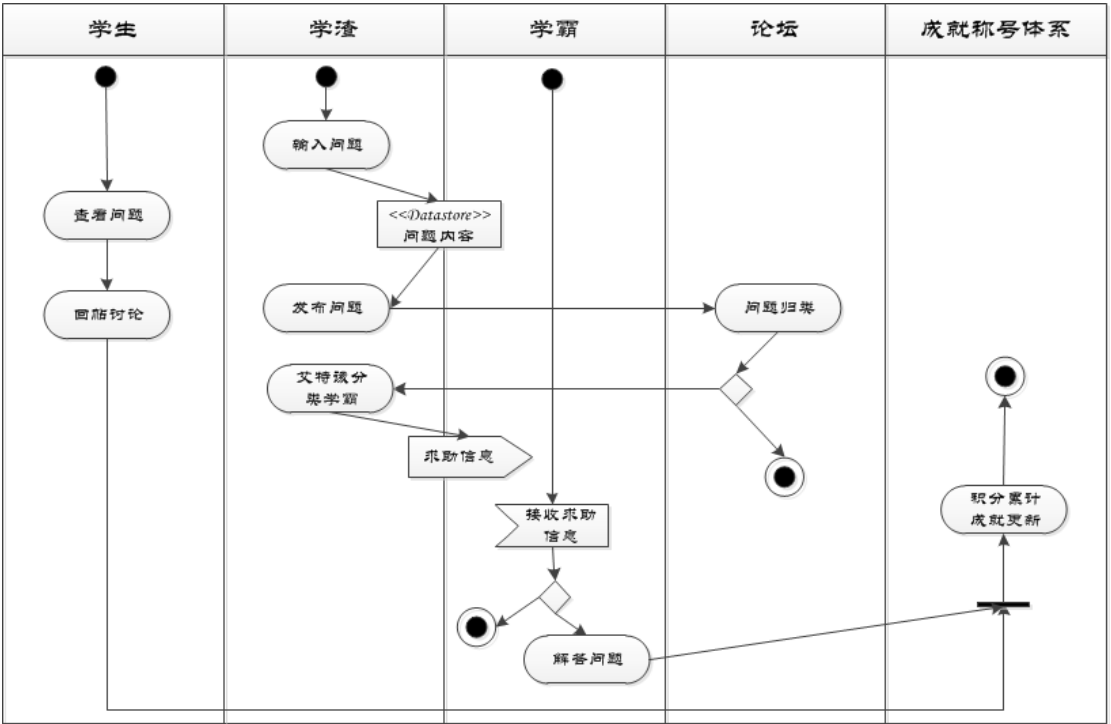 学生
学渣
学霸
论坛
成就称号体系
输入问题
查看问题
<<Datastore>>
问题内容
回帖讨论
发布问题
问题归类
艾特该分
类学霸
求助信息
接收求助
信息
积分累计
成就更新
解答问题